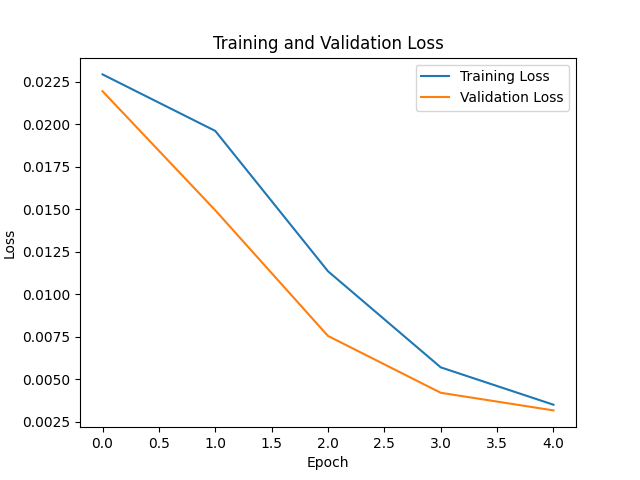 Training and Validation Loss
Training Loss
Validation Loss
0.0225
0.0200
0.0175
0.0150
0.0125
0.0100
0.0075
0.0050
0.0025
Loss
0.0 0.5 1.0 1.5 2.0 2.5 3.0 3.5 4.0
Epoch